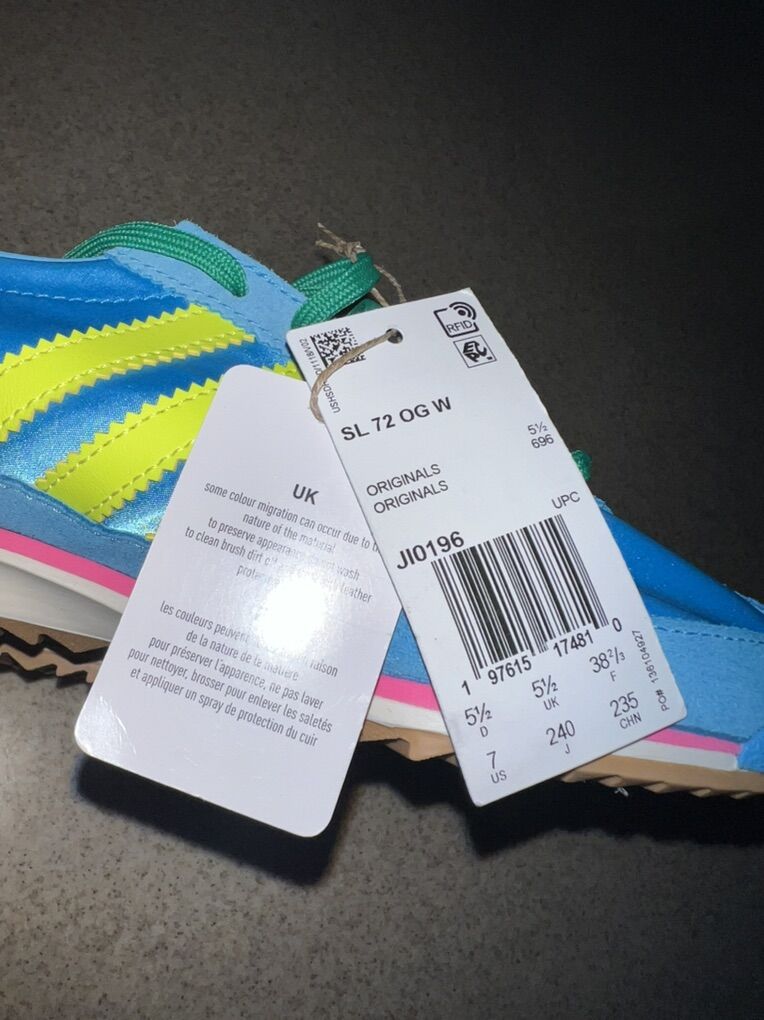 UK
some colour migration can occur due to
nature of the material
to preserve appearance wash
to clean brush dirt leather
les couleurs peuvent raison
de la nature de la matière
pour préserver l'apparence, ne pas laver
pour nettoyer, brosser pour enlever les saletés
et appliquer un spray de protection du cuir
RFID
SL 72 OG W
5½
696
ORIGINALS
ORIGINALS
UPC
JI0196
1 97615 17481 0
5½ D
5½ UK
38⅔ F
7 US
240 J
235 CHN
PO# 136104927